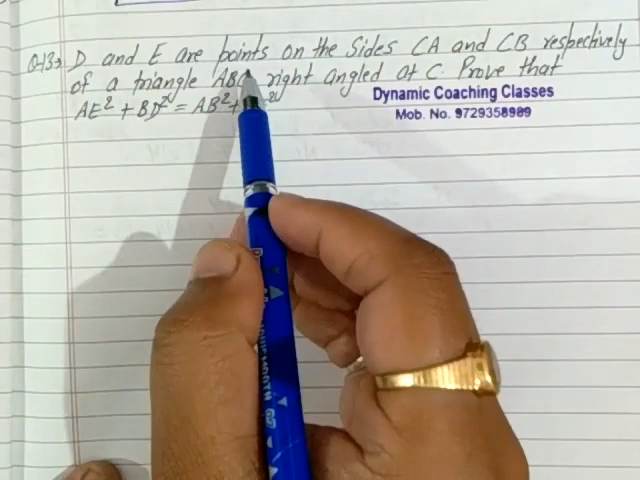 Q.13→ D and E are points on the Sides CA and CB respectively
of a triangle ABC right angled at C. Prove that
AE² + BD² = AB² +
Dynamic Coaching Classes
Mob. No. 9729358989